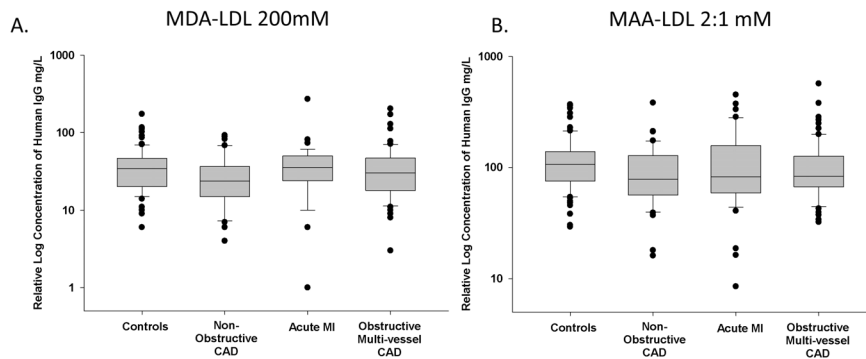 A.
MDA-LDL 200mM
Relative Log Concentration of Human IgG mg/L
1000
100
10
1
Controls
Non-
Obstructive
CAD
Acute MI
Obstructive
Multi-vessel
CAD
B.
MAA-LDL 2:1 mM
Relative Log Concentration of Human IgG mg/L
1000
100
10
Controls
Non-
Obstructive
CAD
Acute MI
Obstructive
Multi-vessel
CAD